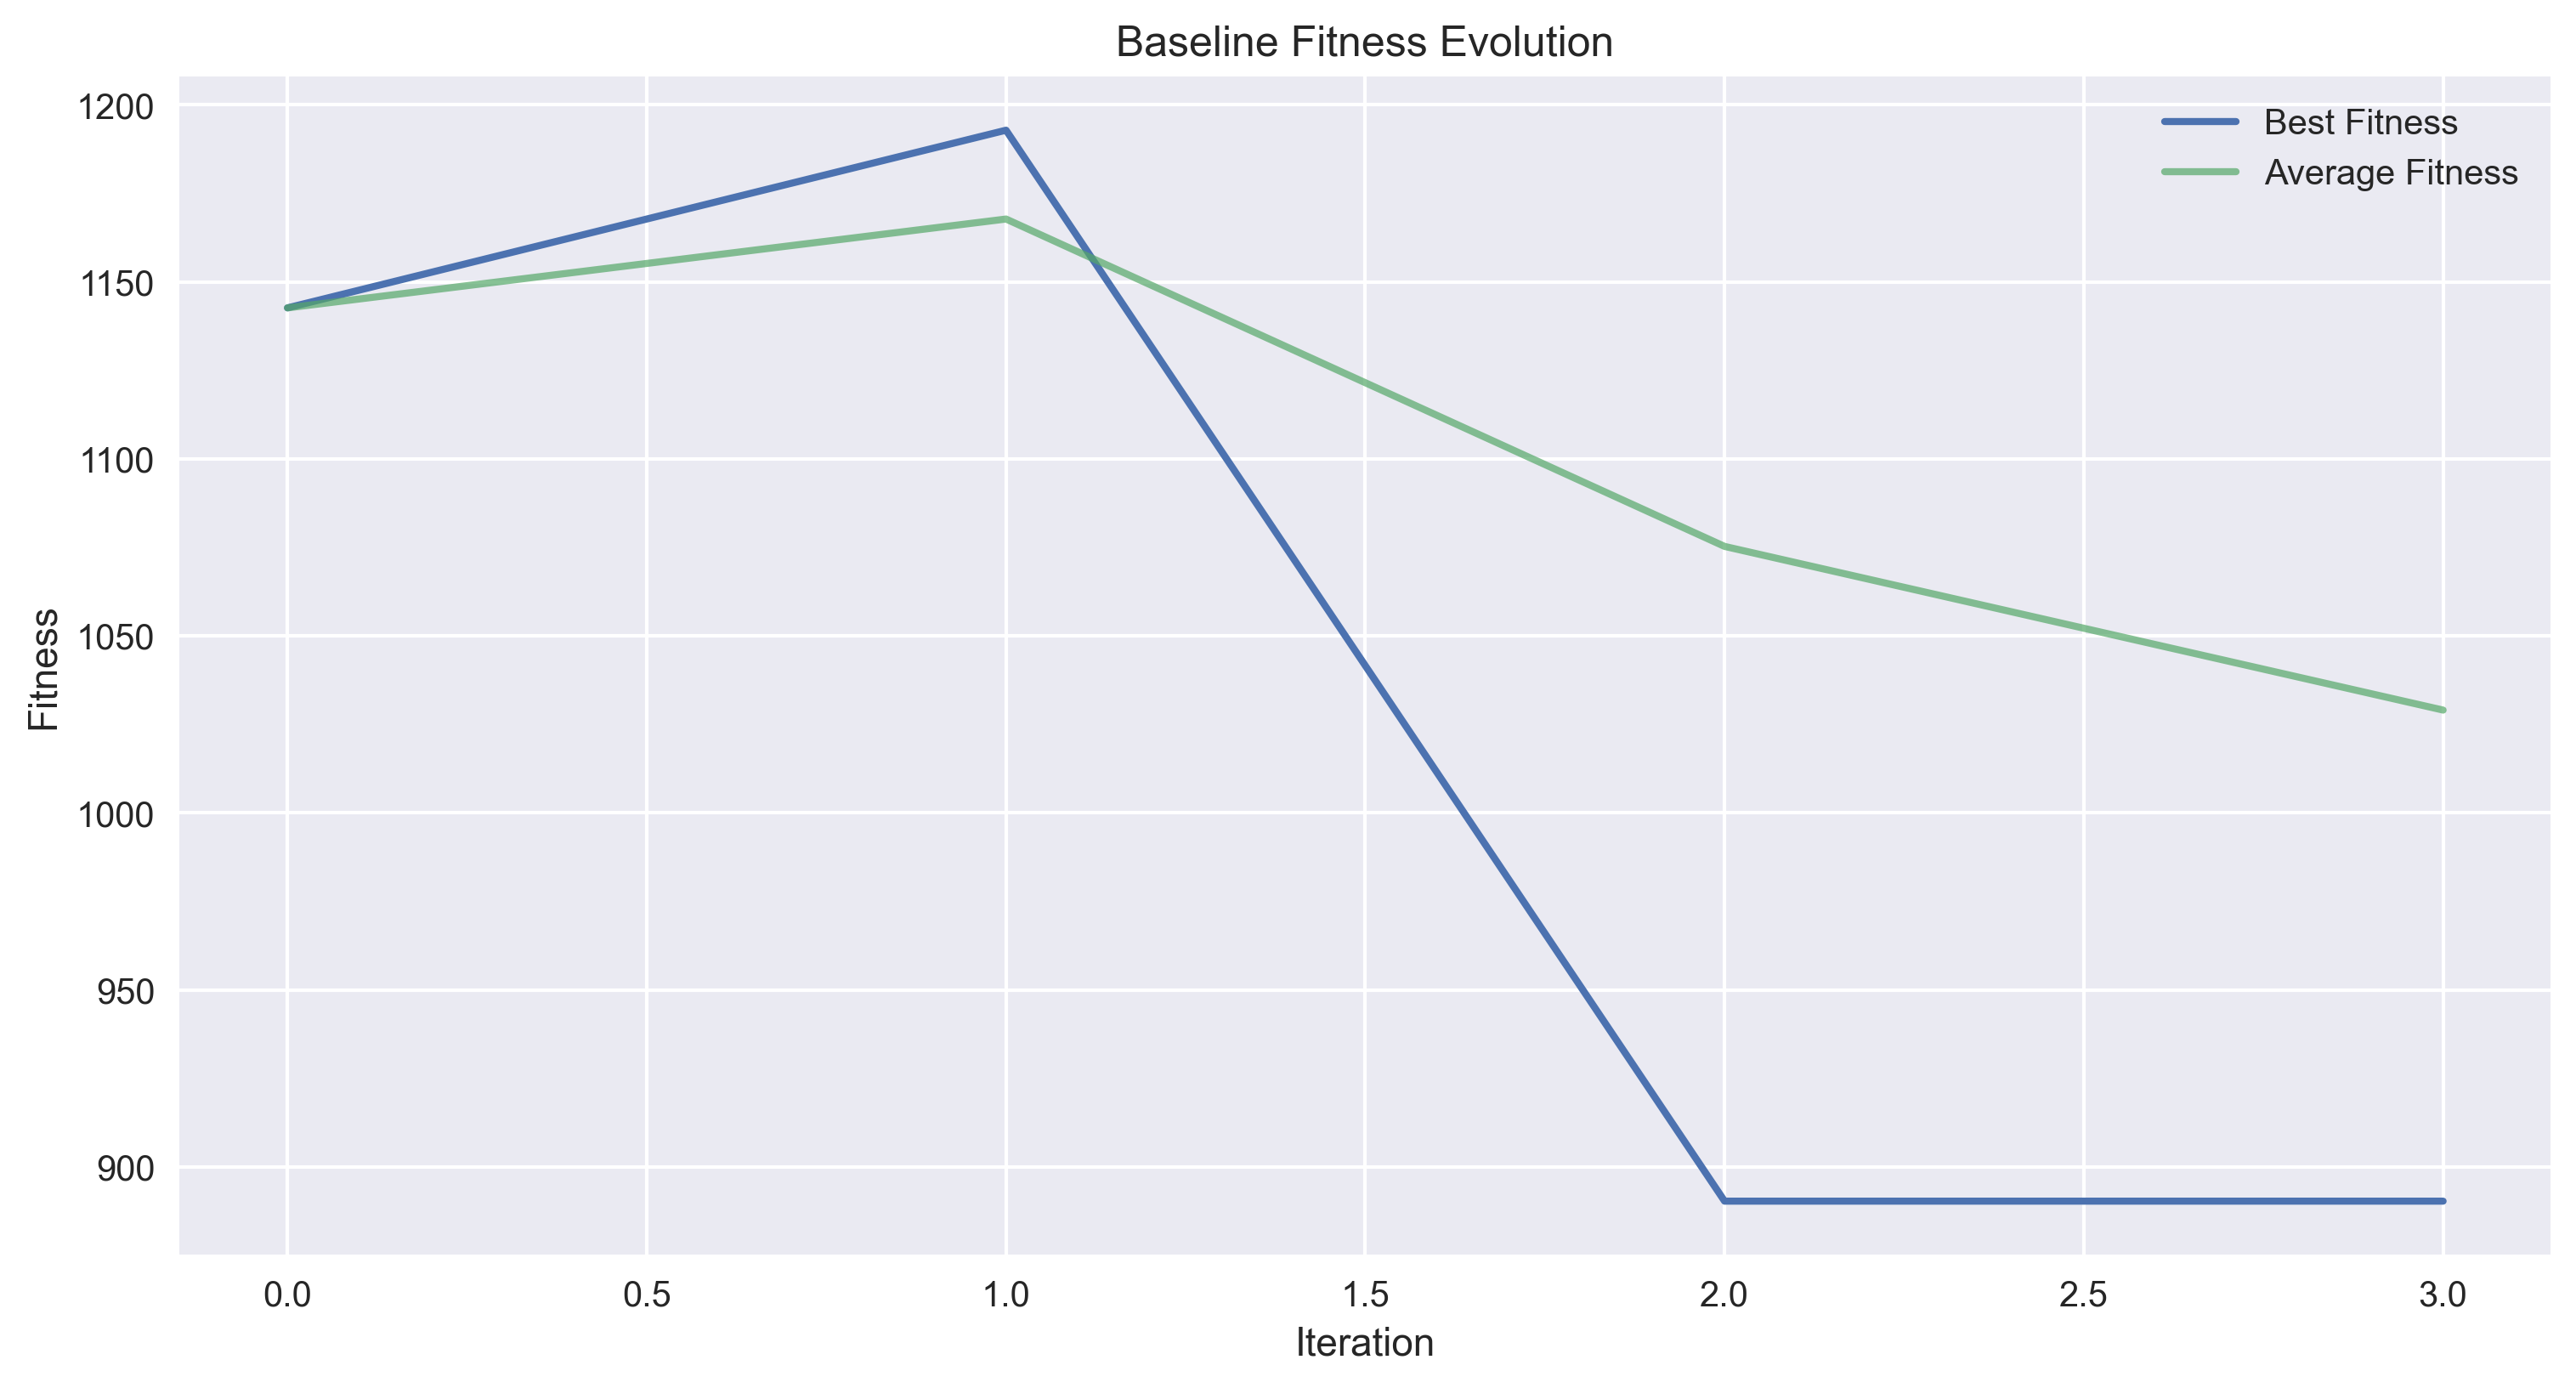 Baseline Fitness Evolution
Best Fitness
Average Fitness
1200
1150
1100
1050
1000
950
900
Fitness
0.0 0.5 1.0 1.5 2.0 2.5 3.0
Iteration